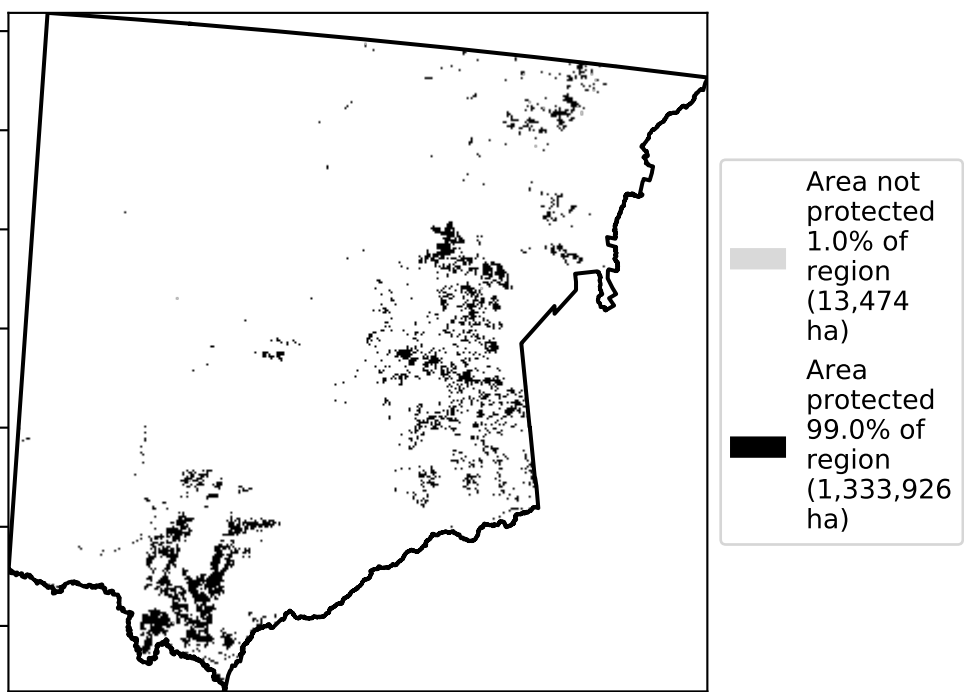 Area not
protected
1.0% of
region
(13,474
ha)
Area
protected
99.0% of
region
(1,333,926
ha)